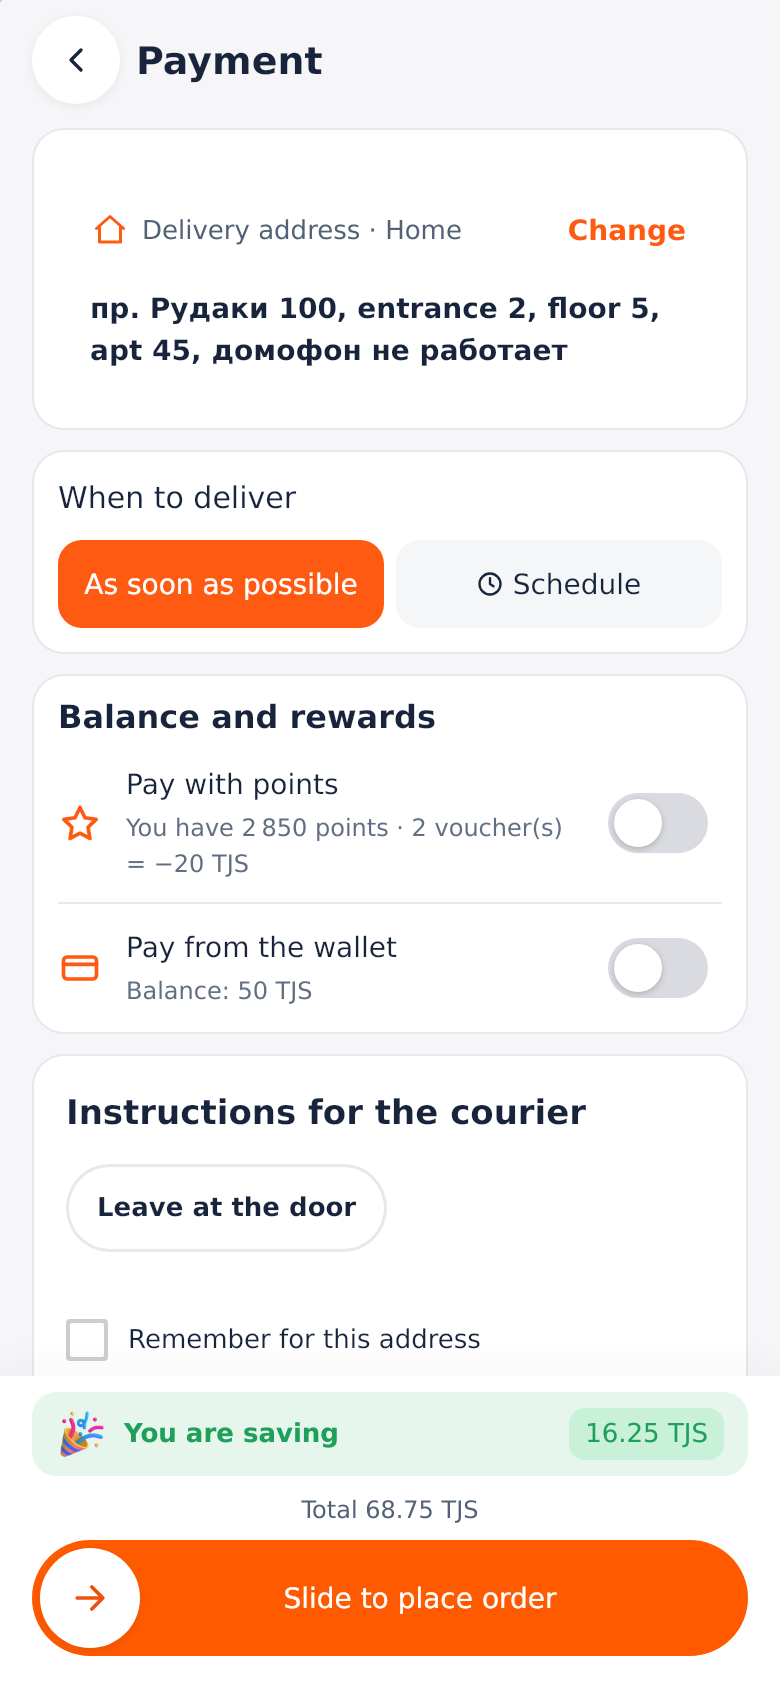 Payment
Delivery address · Home
Change
пр. Рудаки 100, entrance 2, floor 5,
apt 45, домофон не работает
When to deliver
As soon as possible
Schedule
Balance and rewards
Pay with points
You have 2 850 points · 2 voucher(s)
= −20 TJS
Pay from the wallet
Balance: 50 TJS
Instructions for the courier
Leave at the door
Remember for this address
You are saving
16.25 TJS
Total 68.75 TJS
Slide to place order